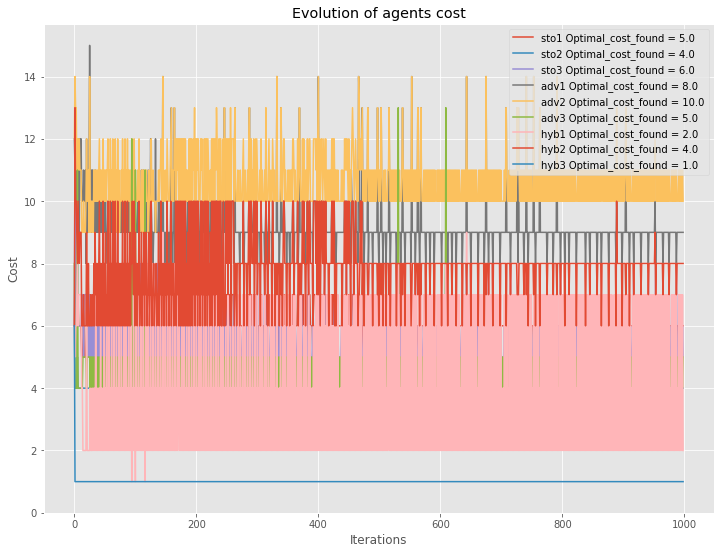 Evolution of agents cost
sto1 Optimal_cost_found = 5.0
sto2 Optimal_cost_found = 4.0
sto3 Optimal_cost_found = 6.0
adv1 Optimal_cost_found = 8.0
adv2 Optimal_cost_found = 10.0
adv3 Optimal_cost_found = 5.0
hyb1 Optimal_cost_found = 2.0
hyb2 Optimal_cost_found = 4.0
hyb3 Optimal_cost_found = 1.0
Cost
14
12
10
8
6
4
2
0
0 200 400 600 800 1000
Iterations